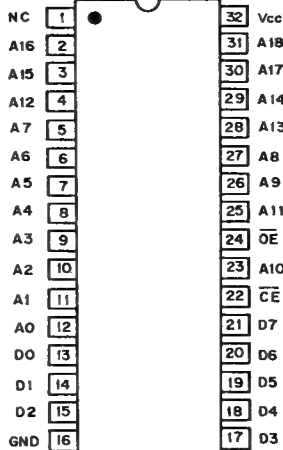 NC 1 32 Vcc
A16 2 31 A18
A15 3 30 A17
A12 4 29 A14
A7 5 28 A13
A6 6 27 A8
A5 7 26 A9
A4 8 25 A11
A3 9 24 O̅E̅
A2 10 23 A10
A1 11 22 C̅E̅
A0 12 21 D7
D0 13 20 D6
D1 14 19 D5
D2 15 18 D4
GND 16 17 D3